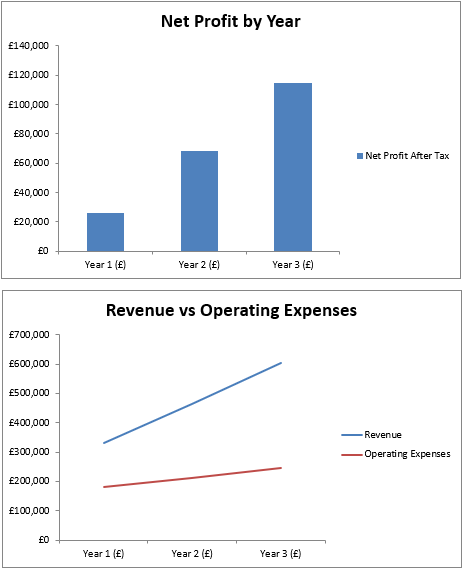 Net Profit by Year
£140,000
£120,000
£100,000
£80,000
£60,000
£40,000
£20,000
£0
Year 1 (£) Year 2 (£) Year 3 (£)
Net Profit After Tax
Revenue vs Operating Expenses
£700,000
£600,000
£500,000
£400,000
£300,000
£200,000
£100,000
£0
Year 1 (£) Year 2 (£) Year 3 (£)
Revenue
Operating Expenses